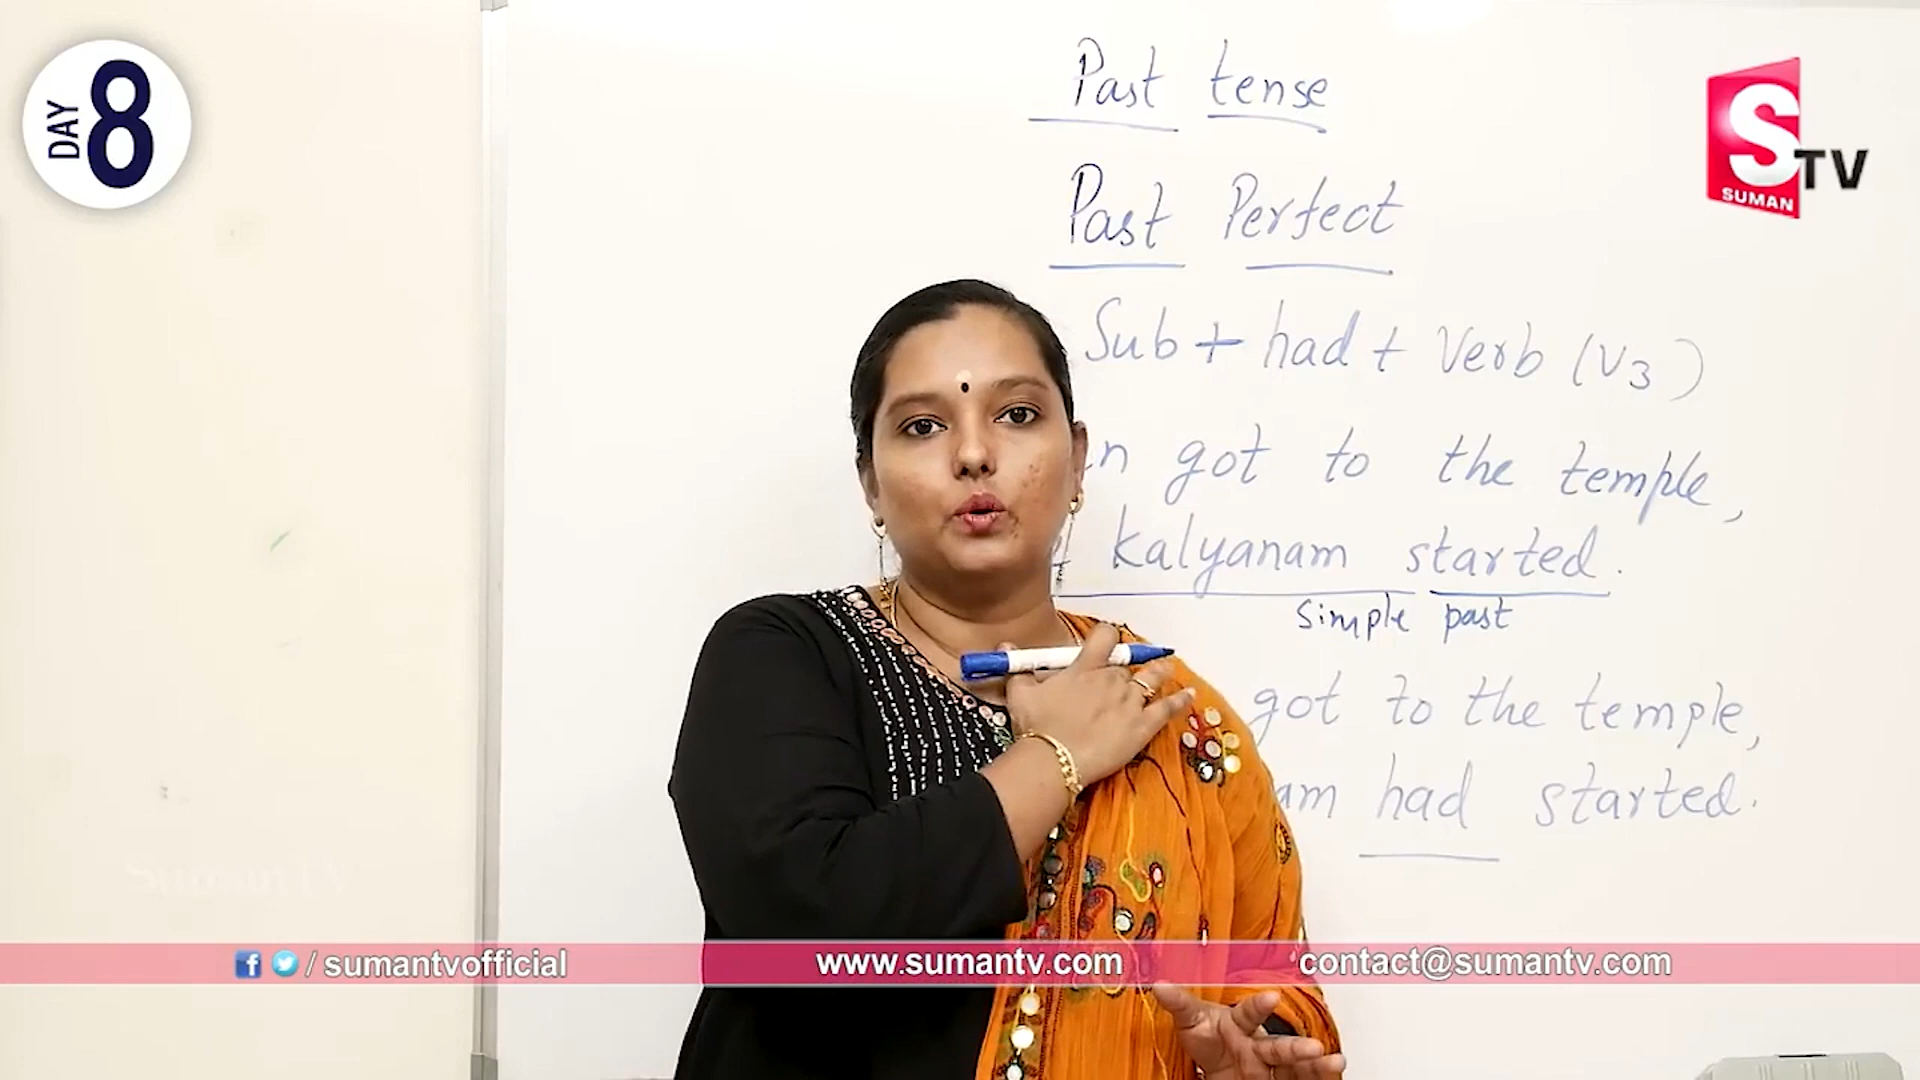 DAY 8
Past tense
S TV
SUMAN
Past Perfect
Sub + had + Verb (V3)
got to the temple,
kalyanam started.
simple past
got to the temple,
had started.
/ sumantvofficial
www.sumantv.com
contact@sumantv.com